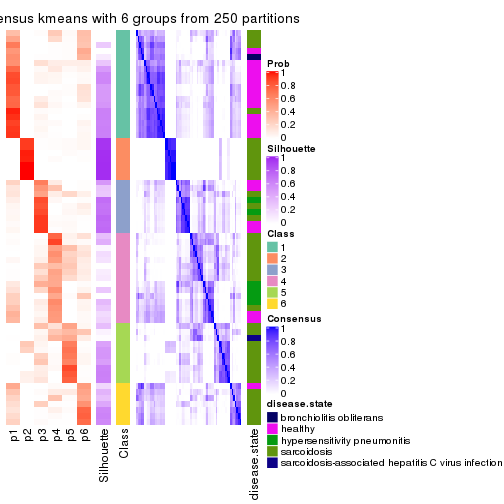 ensus kmeans with 6 groups from 250 partitions
Prob
1
0.8
0.6
0.4
0.2
0
Silhouette
1
0.8
0.6
0.4
0.2
0
Class
1
2
3
4
5
6
Consensus
1
0.8
0.6
0.4
0.2
0
disease.state
bronchiolitis obliterans
healthy
hypersensitivity pneumonitis
sarcoidosis
sarcoidosis-associated hepatitis C virus infection
p1
p2
p3
p4
p5
p6
Silhouette
Class
disease.state